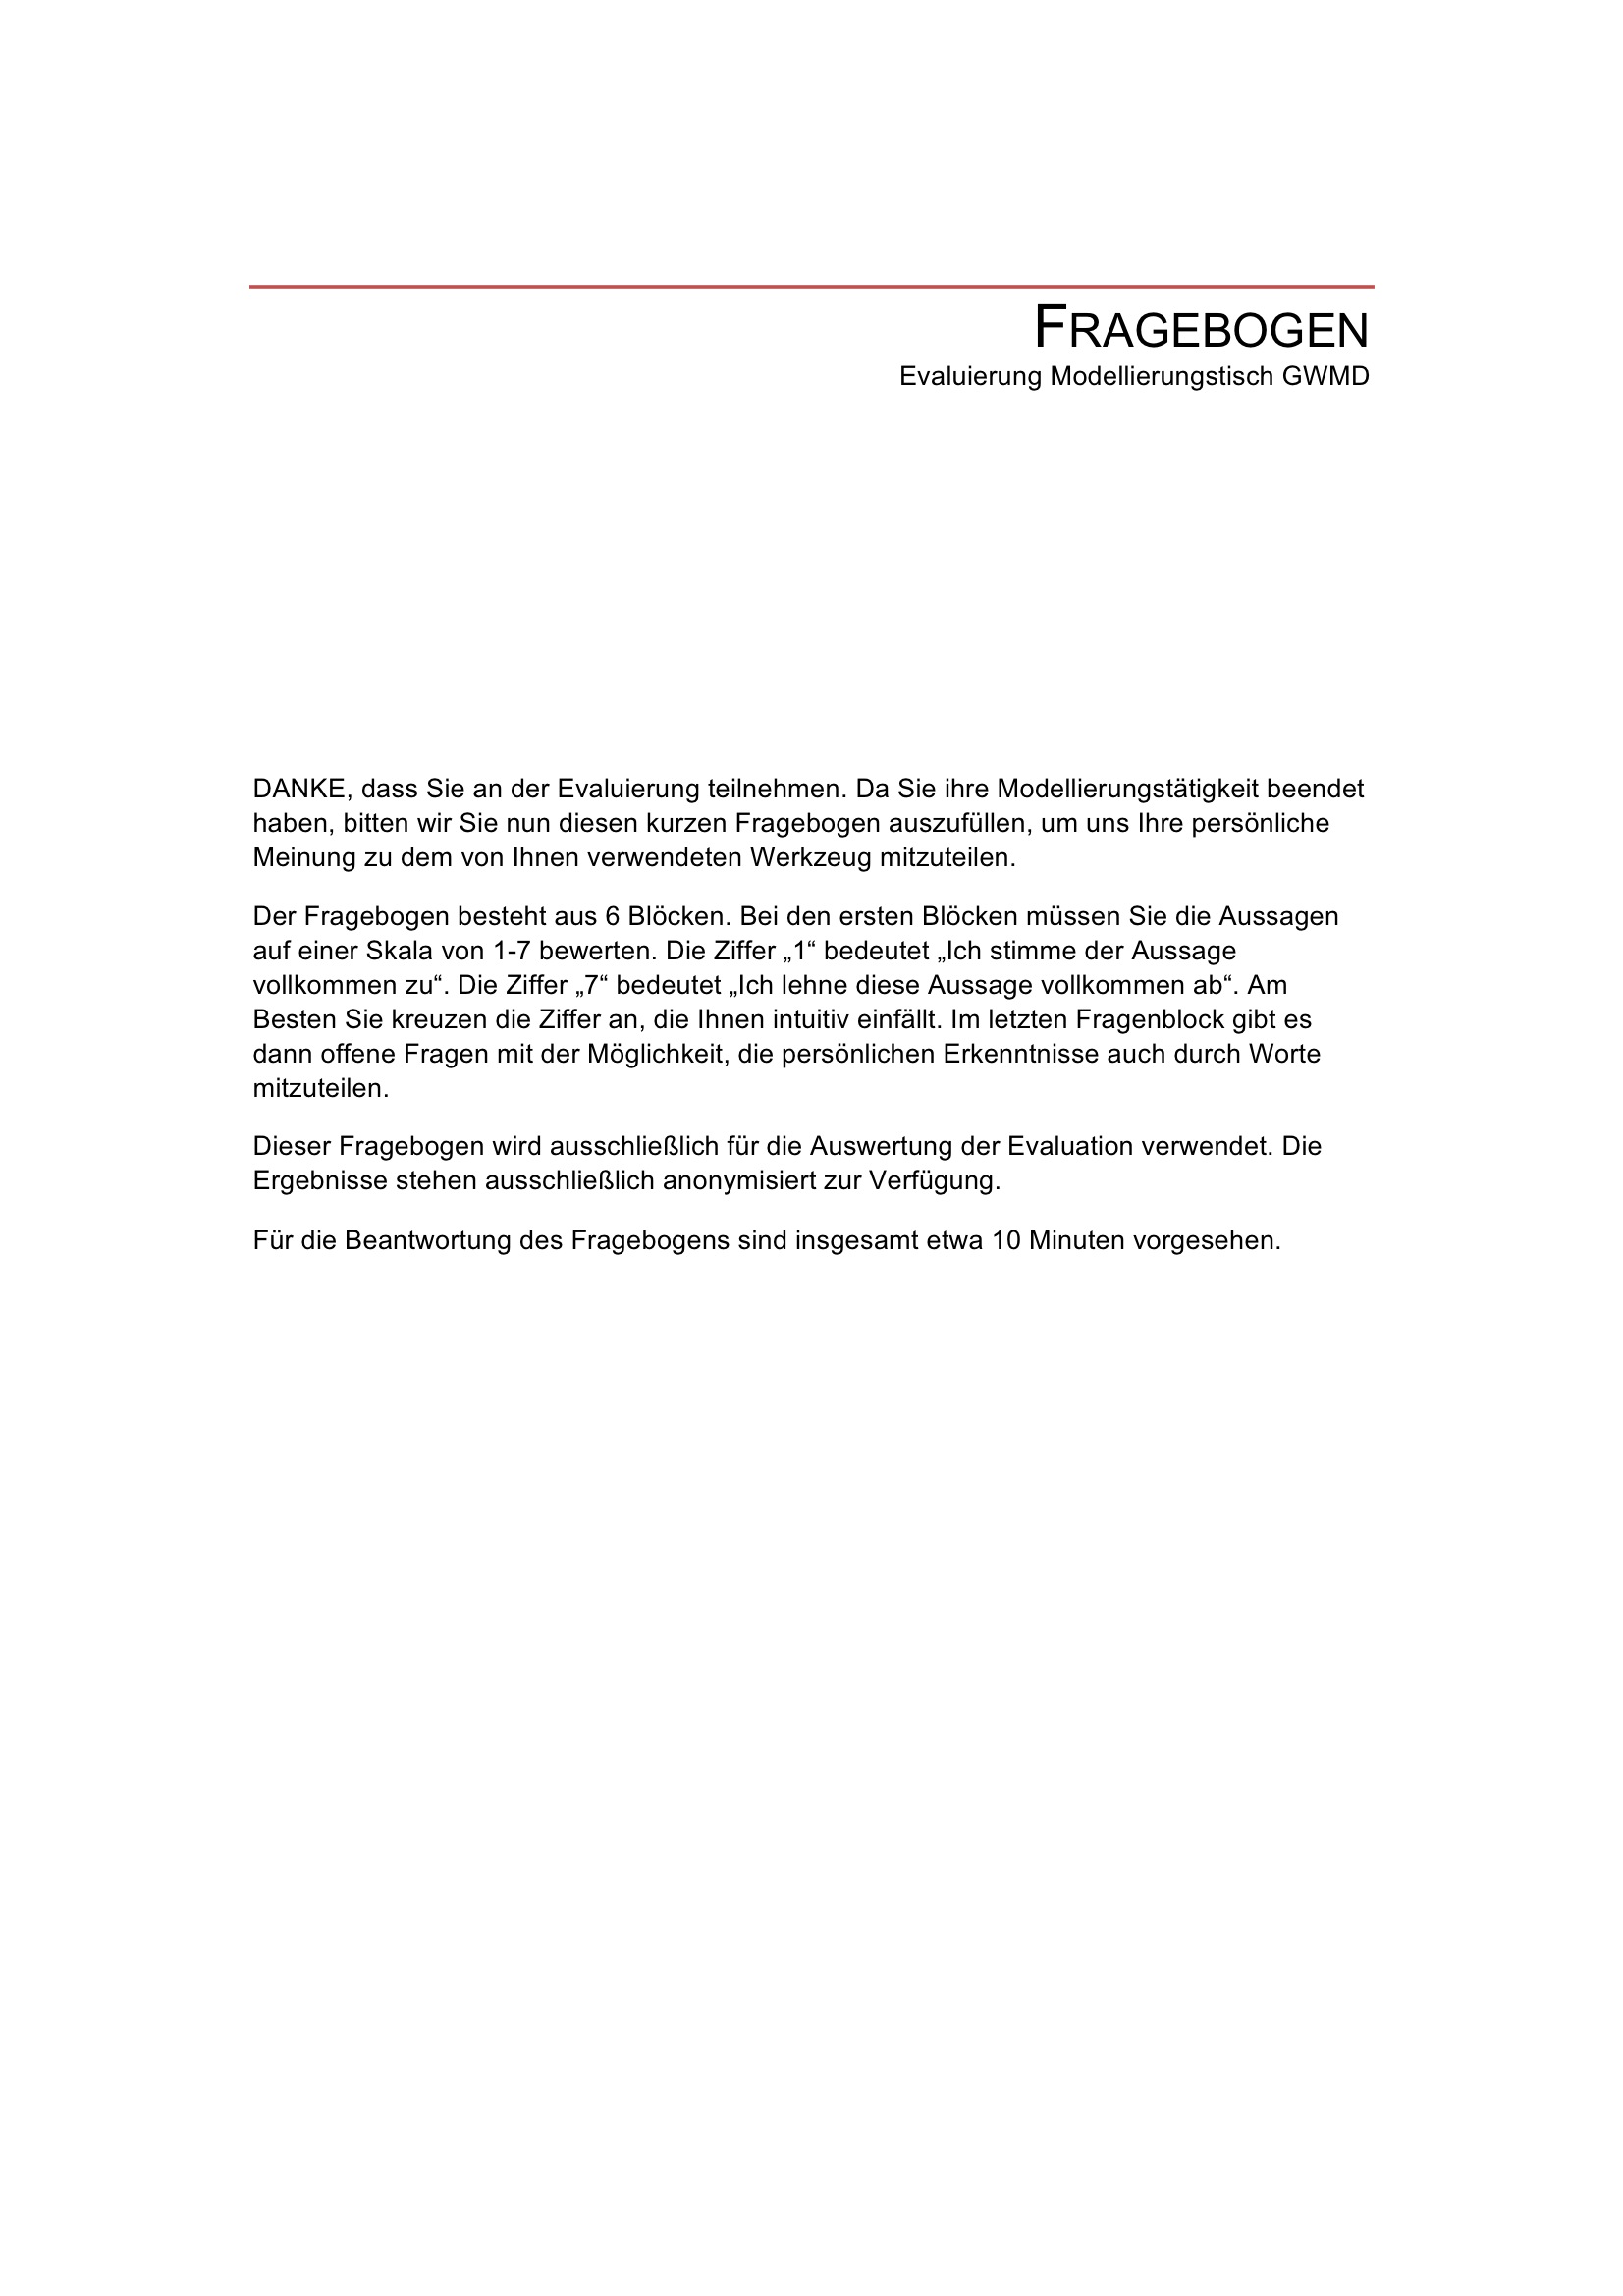 FRAGEBOGEN
Evaluierung Modellierungstisch GWMD
DANKE, dass Sie an der Evaluierung teilnehmen. Da Sie ihre Modellierungstätigkeit beendet
haben, bitten wir Sie nun diesen kurzen Fragebogen auszufüllen, um uns Ihre persönliche
Meinung zu dem von Ihnen verwendeten Werkzeug mitzuteilen.
Der Fragebogen besteht aus 6 Blöcken. Bei den ersten Blöcken müssen Sie die Aussagen
auf einer Skala von 1-7 bewerten. Die Ziffer „1“ bedeutet „Ich stimme der Aussage
vollkommen zu“. Die Ziffer „7“ bedeutet „Ich lehne diese Aussage vollkommen ab“. Am
Besten Sie kreuzen die Ziffer an, die Ihnen intuitiv einfällt. Im letzten Fragenblock gibt es
dann offene Fragen mit der Möglichkeit, die persönlichen Erkenntnisse auch durch Worte
mitzuteilen.
Dieser Fragebogen wird ausschließlich für die Auswertung der Evaluation verwendet. Die
Ergebnisse stehen ausschließlich anonymisiert zur Verfügung.
Für die Beantwortung des Fragebogens sind insgesamt etwa 10 Minuten vorgesehen.